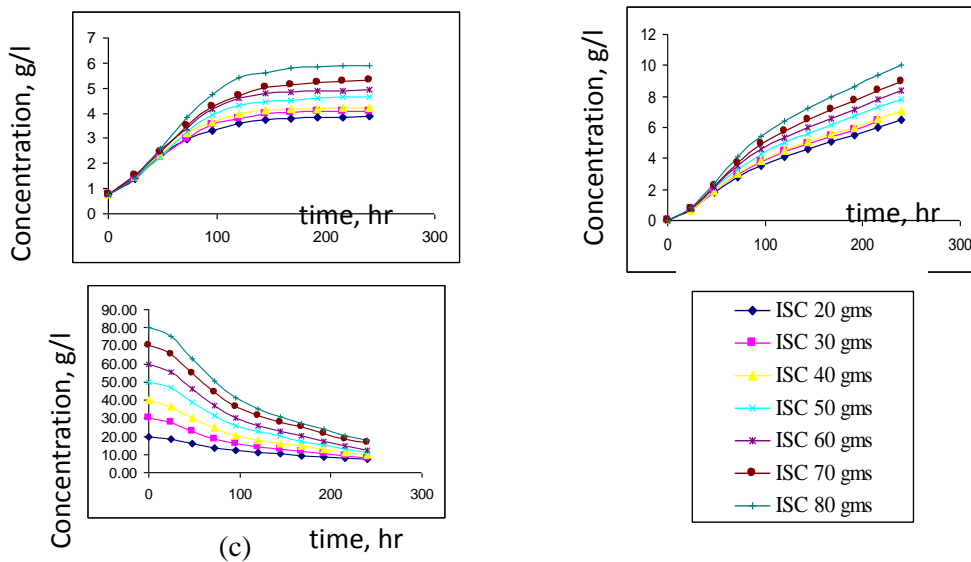 Concentration, g/l
7
6
5
4
3
2
1
0
time, hr
0 100 200 300
Concentration, g/l
12
10
8
6
4
2
0
time, hr
0 100 200 300
Concentration, g/l
90.00
80.00
70.00
60.00
50.00
40.00
30.00
20.00
10.00
0.00
0 100 200 300
(c) time, hr
ISC 20 gms
ISC 30 gms
ISC 40 gms
ISC 50 gms
ISC 60 gms
ISC 70 gms
ISC 80 gms